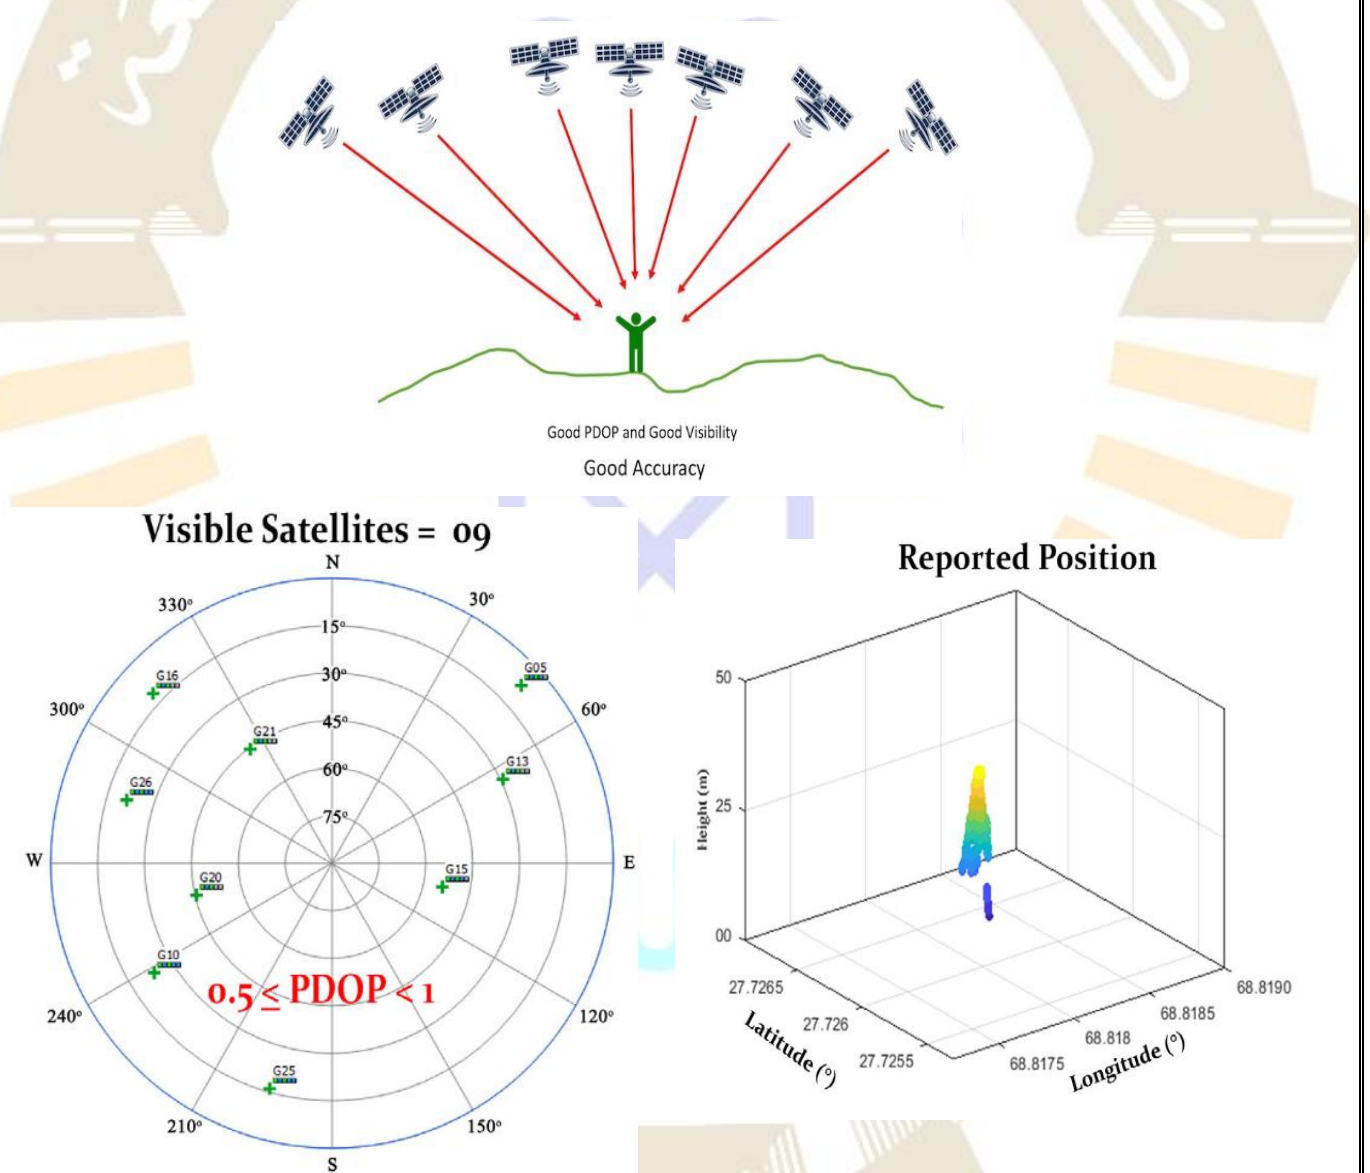 Good PDOP and Good Visibility
Good Accuracy
Visible Satellites = 09
N
330°
30°
15°
G16
30°
G05
300°
45°
60°
G21
G13
60°
G26
75°
W
E
G20
G15
G10
0.5 ≤ PDOP < 1
240°
120°
G25
210°
150°
S
Reported Position
50
25
00
Height (m)
27.7265
27.726
27.7255
Latitude (°)
68.8175
68.818
68.8185
68.8190
Longitude (°)